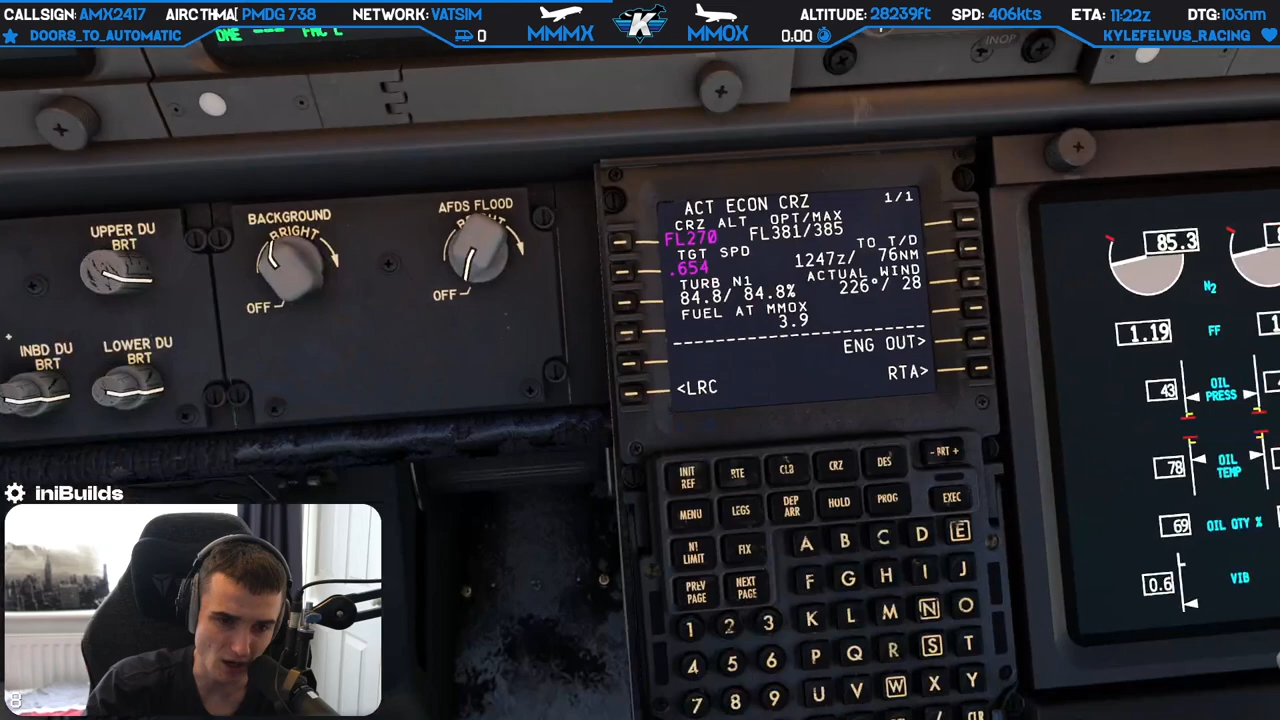 CALLSIGN: AMX2417
PMDG 738
NETWORK: VATSIM
ALTITUDE: 28239ft
SPD: 406kts
ETA: 11:22z
DTG: 103nm
DOORS_TO_AUTOMATIC
0
MMMX
K
MMOX
0.00
KYLEFELVUS_RACING
INOP
UPPER DU
BRT
BACKGROUND
BRIGHT
OFF
AFDS FLOOD
BRIGHT
OFF
INBD DU
BRT
LOWER DU
BRT
ACT ECON CRZ 1/1
CRZ ALT OPT/MAX
FL270 FL381/385
TGT SPD TO T/D
.654 1247z/ 76NM
TURB N1 ACTUAL WIND
84.8/ 84.8% 226°/ 28
FUEL AT MMOX
3.9
ENG OUT>
<LRC RTA>
INIT REF
RTE
CLB
CRZ
DES
- BRT +
MENU
LEGS
DEP ARR
HOLD
PROG
EXEC
N1 LIMIT
FIX
A B C D E
PREV PAGE
NEXT PAGE
F G H I J
1 2 3
K L M N O
4 5 6
P Q R S T
7 8 9
U V W X Y
/
CLR
85.3
N2
1.19
FF
43
OIL PRESS
78
OIL TEMP
69
OIL QTY %
0.6
VIB
iniBuilds
8